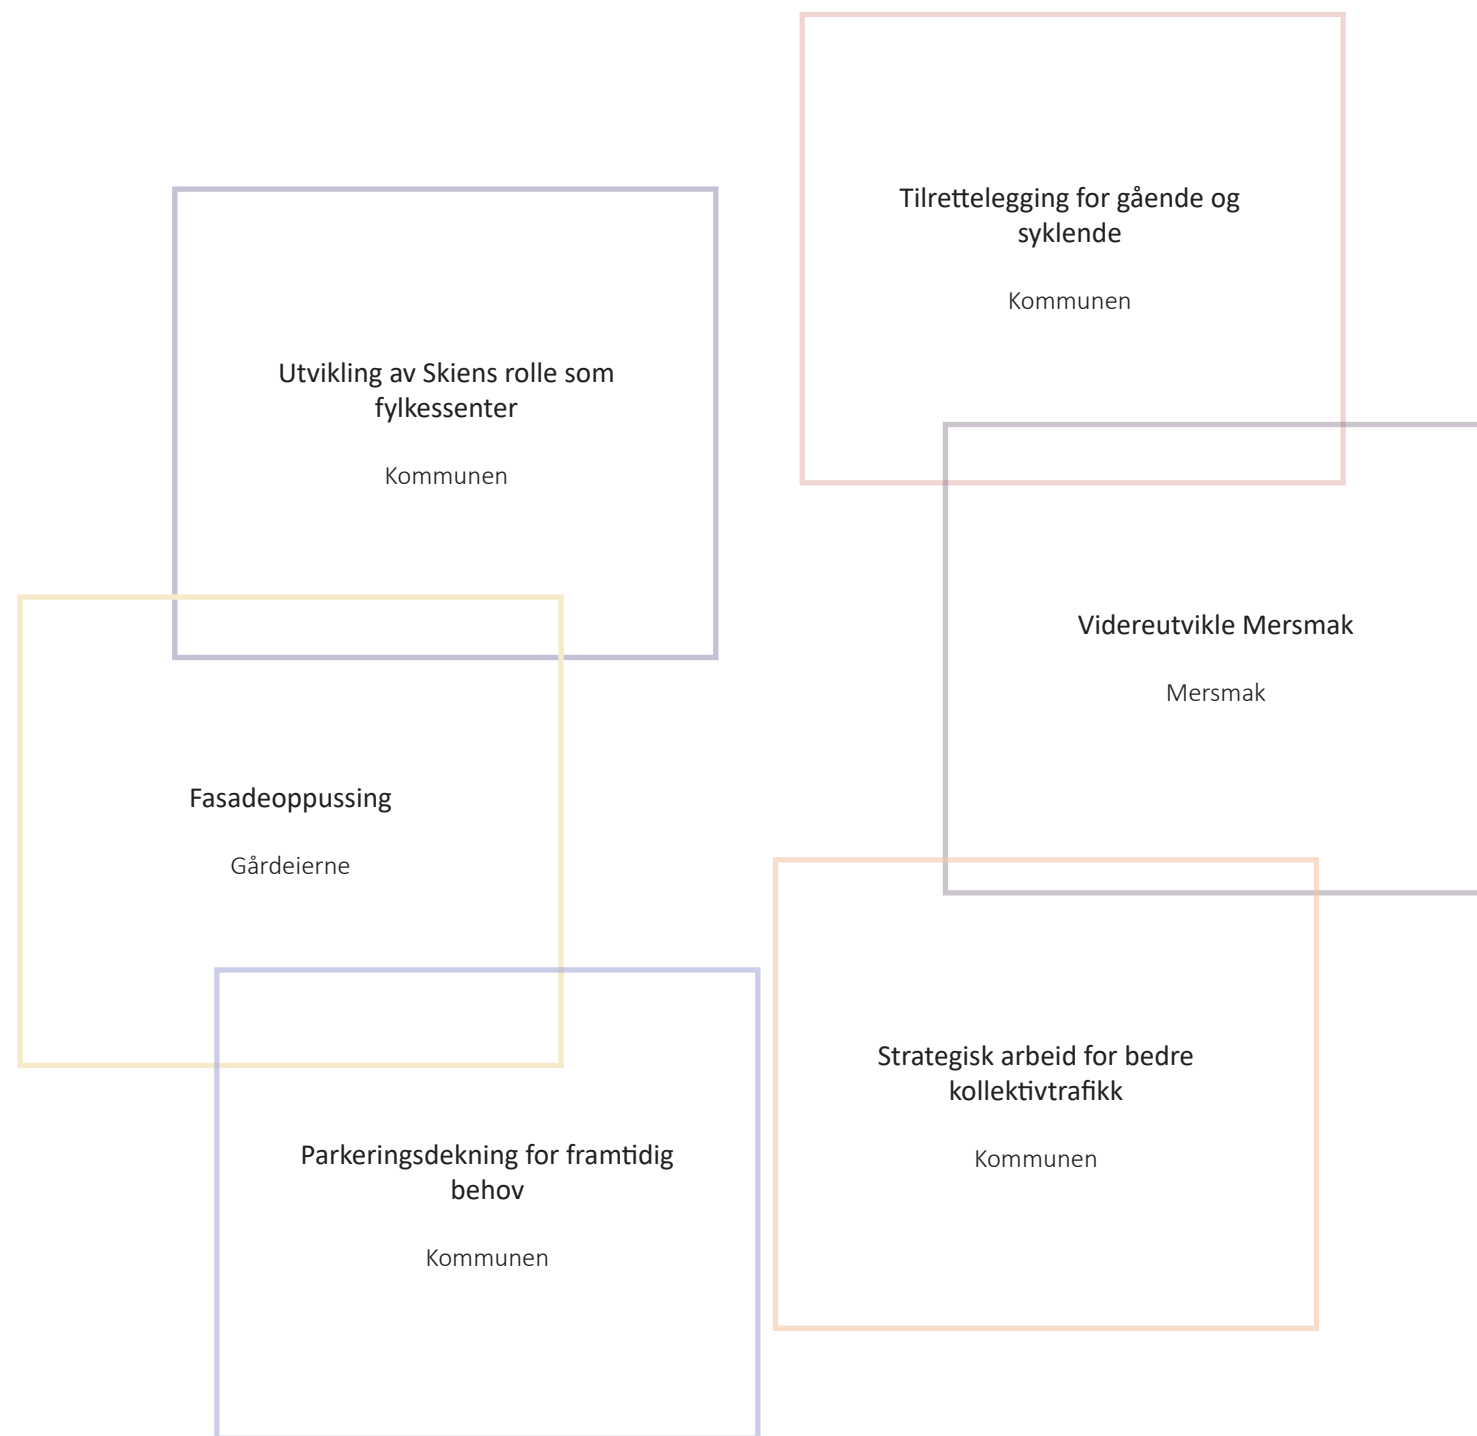 Tilrettelegging for gående og
syklende
Kommunen
Utvikling av Skiens rolle som
fylkessenter
Kommunen
Videreutvikle Mersmak
Mersmak
Fasadeoppussing
Gårdeierne
Strategisk arbeid for bedre
kollektivtrafikk
Kommunen
Parkeringsdekning for framtidig
behov
Kommunen